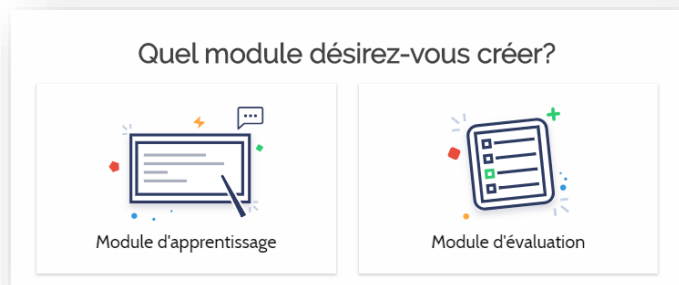 Quel module désirez-vous créer?
Module d'apprentissage
Module d'évaluation